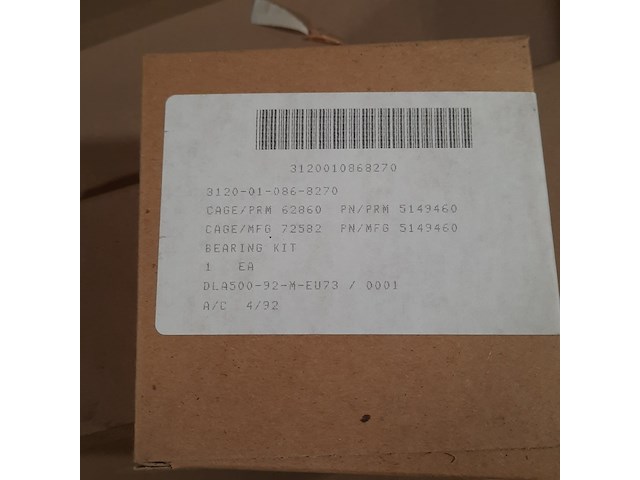 3120010868270
3120-01-086-8270
CAGE/PRM 62860 PN/PRM 5149460
CAGE/MFG 72582 PN/MFG 5149460
BEARING KIT
1 EA
DLA500-92-M-EU73 / 0001
A/C 4/92